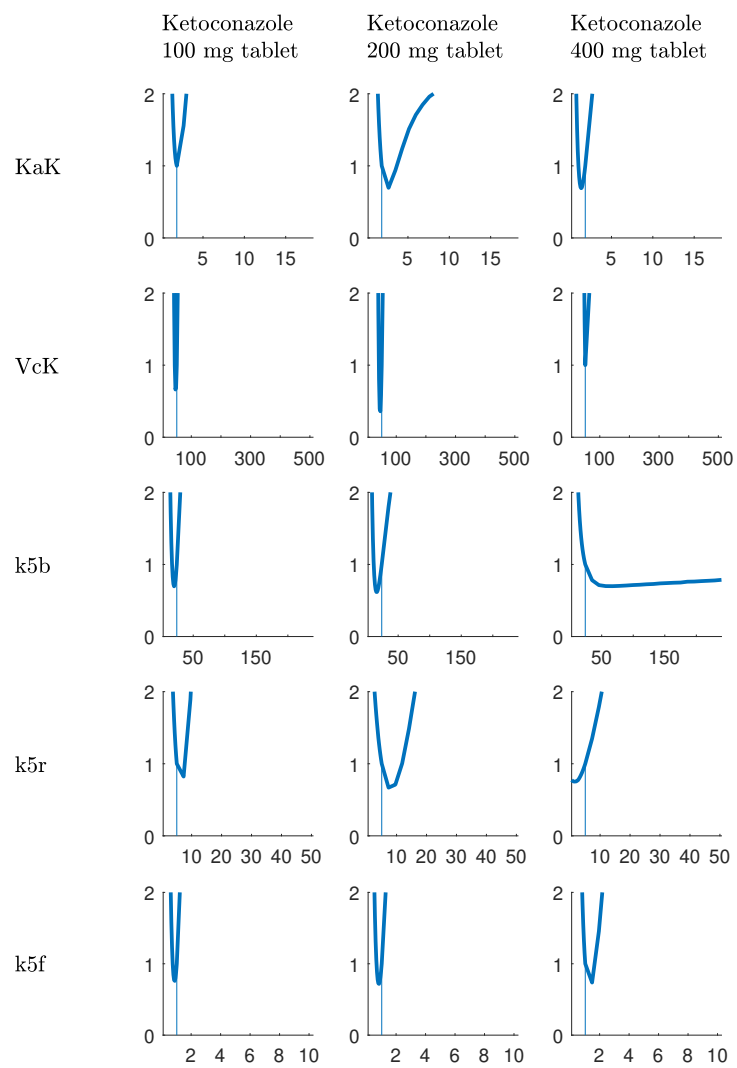 Ketoconazole Ketoconazole Ketoconazole
100 mg tablet 200 mg tablet 400 mg tablet
2 2 2
KaK 1 1 1
0 0 0
5 10 15 5 10 15 5 10 15
2 2 2
VcK 1 1 1
0 0 0
100 300 500 100 300 500 100 300 500
2 2 2
k5b 1 1 1
0 0 0
50 150 50 150 50 150
2 2 2
k5r 1 1 1
0 0 0
10 20 30 40 50 10 20 30 40 50 10 20 30 40 50
2 2 2
k5f 1 1 1
0 0 0
2 4 6 8 10 2 4 6 8 10 2 4 6 8 10